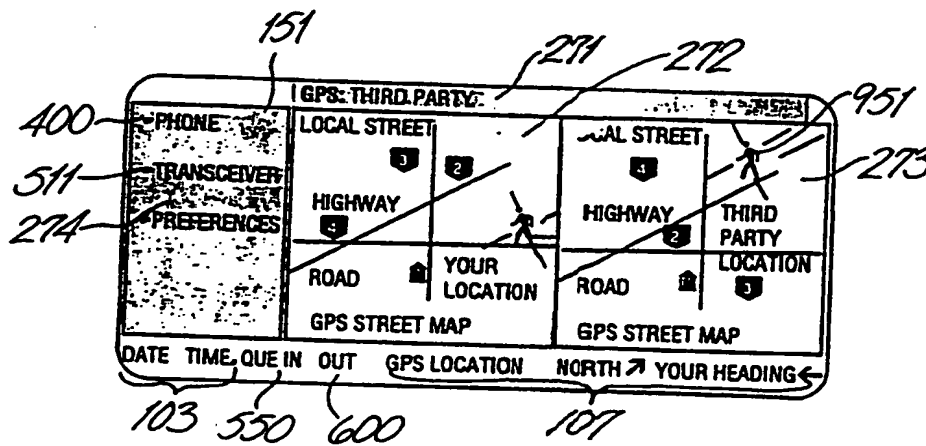 151
271
272
GPS: THIRD PARTY
951
400
PHONE
LOCAL STREET
CAL STREET
3
2
4
511
TRANSCEIVER
273
274
PREFERENCES
HIGHWAY
4
HIGHWAY
2
THIRD
PARTY
LOCATION
ROAD
YOUR
LOCATION
ROAD
3
GPS STREET MAP
GPS STREET MAP
DATE TIME QUE IN OUT GPS LOCATION NORTH ↗ YOUR HEADING ←
103
550
600
107